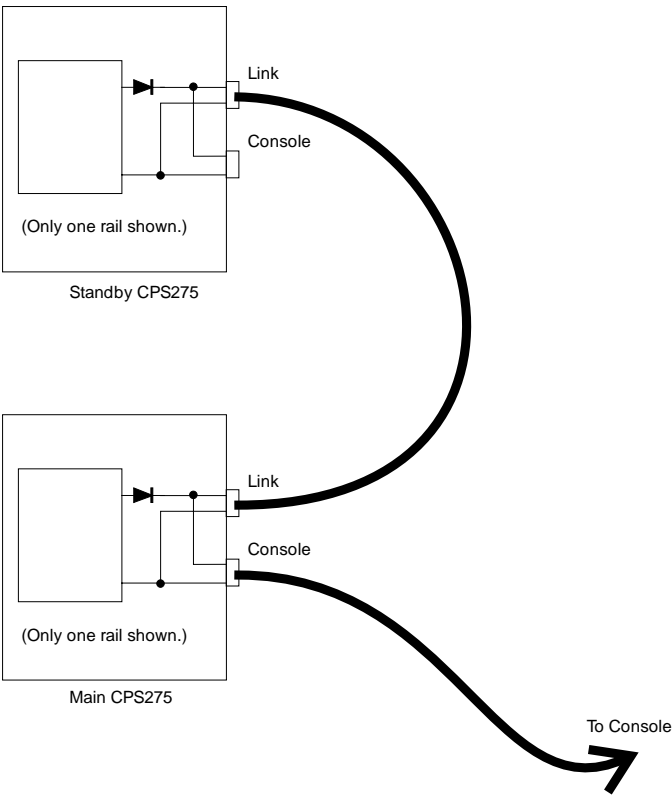 Link
Console
(Only one rail shown.)
Standby CPS275
Link
Console
(Only one rail shown.)
Main CPS275
To Console